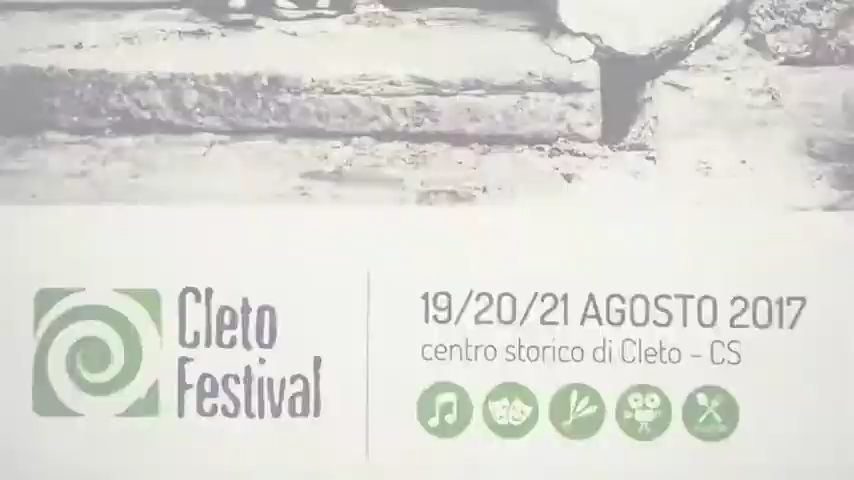 Cleto
Festival
19/20/21 AGOSTO 2017
centro storico di Cleto - CS